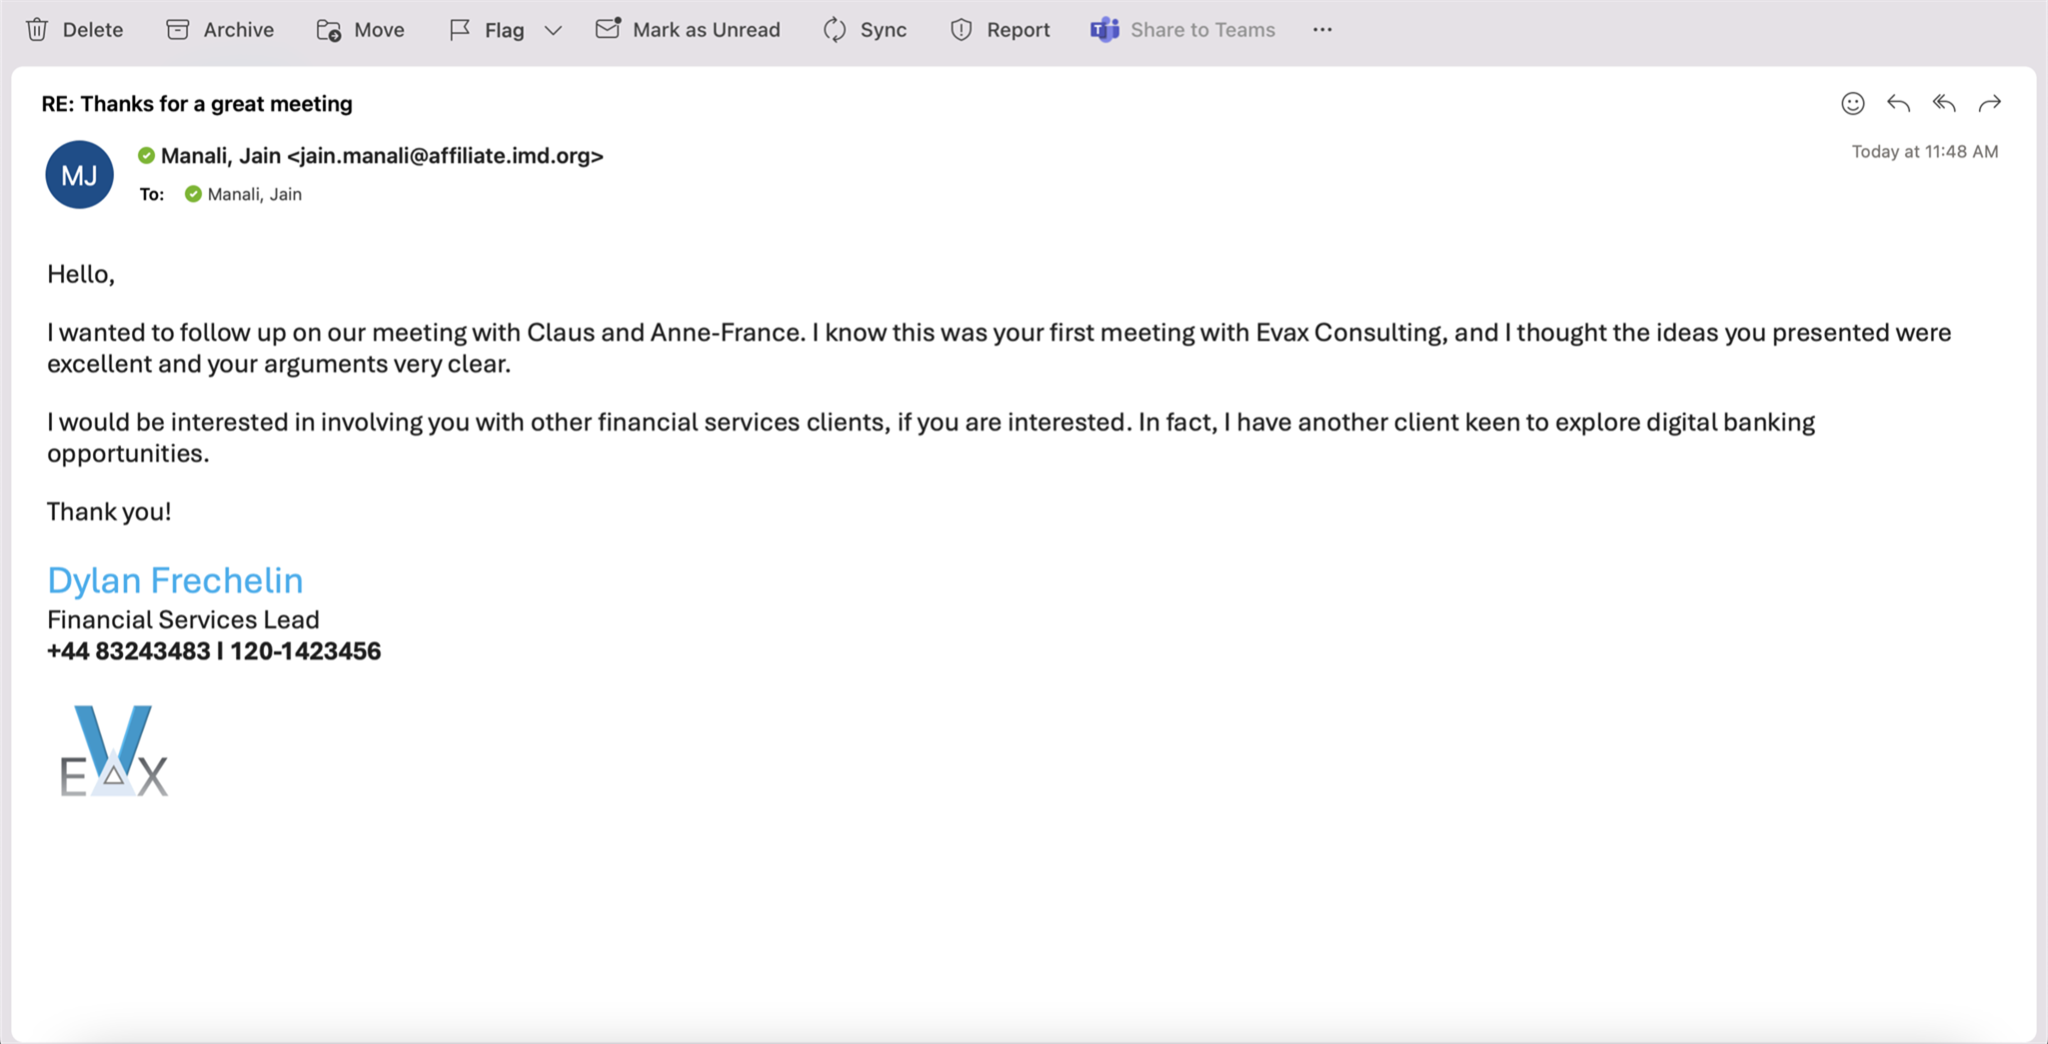 Delete Archive Move Flag Mark as Unread Sync Report Share to Teams
RE: Thanks for a great meeting
MJ
Manali, Jain <jain.manali@affiliate.imd.org>
Today at 11:48 AM
To: Manali, Jain
Hello,
I wanted to follow up on our meeting with Claus and Anne-France. I know this was your first meeting with Evax Consulting, and I thought the ideas you presented were
excellent and your arguments very clear.
I would be interested in involving you with other financial services clients, if you are interested. In fact, I have another client keen to explore digital banking
opportunities.
Thank you!
Dylan Frechelin
Financial Services Lead
+44 83243483 l 120-1423456
EVAX